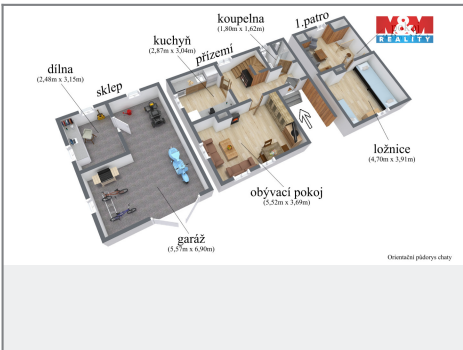 koupelna
(1,80m x 1,62m)
1.patro
N&M
REALITY
kuchyň
(2,87m x 3,04m)
přízemí
dílna
(2,48m x 3,15m)
sklep
ložnice
(4,70m x 3,91m)
obývací pokoj
(5,52m x 3,69m)
garáž
(5,57m x 6,90m)
Orientační půdorys chaty